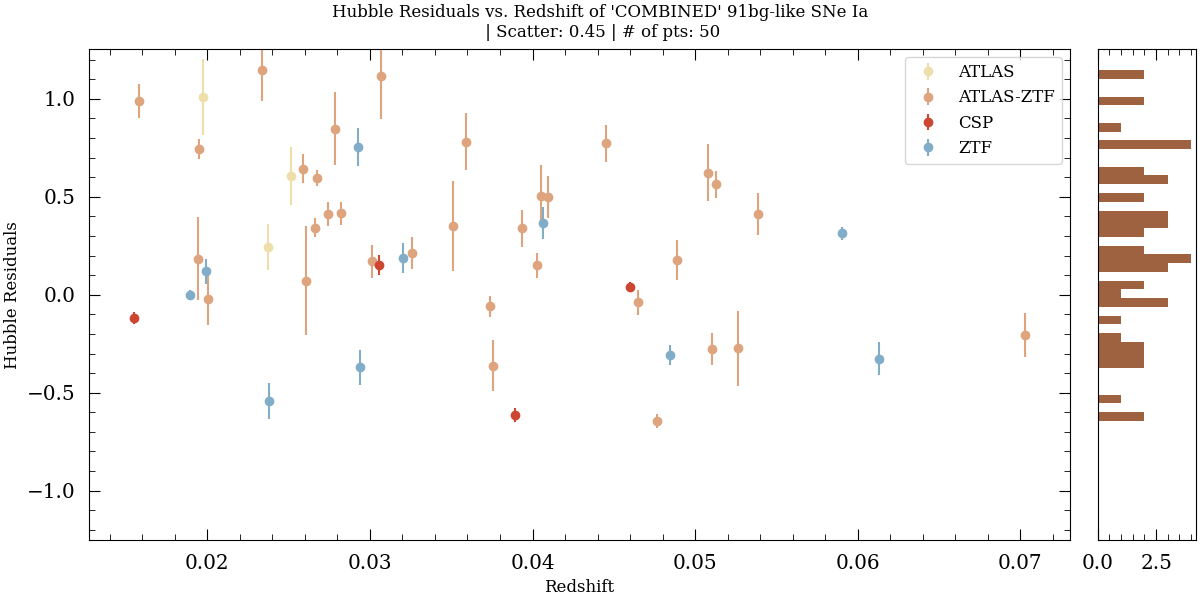 Hubble Residuals vs. Redshift of 'COMBINED' 91bg-like SNe Ia
| Scatter: 0.45 | # of pts: 50
ATLAS
ATLAS-ZTF
CSP
ZTF
Hubble Residuals
1.0
0.5
0.0
−0.5
−1.0
0.02
0.03
0.04
0.05
0.06
0.07
Redshift
0.0
2.5